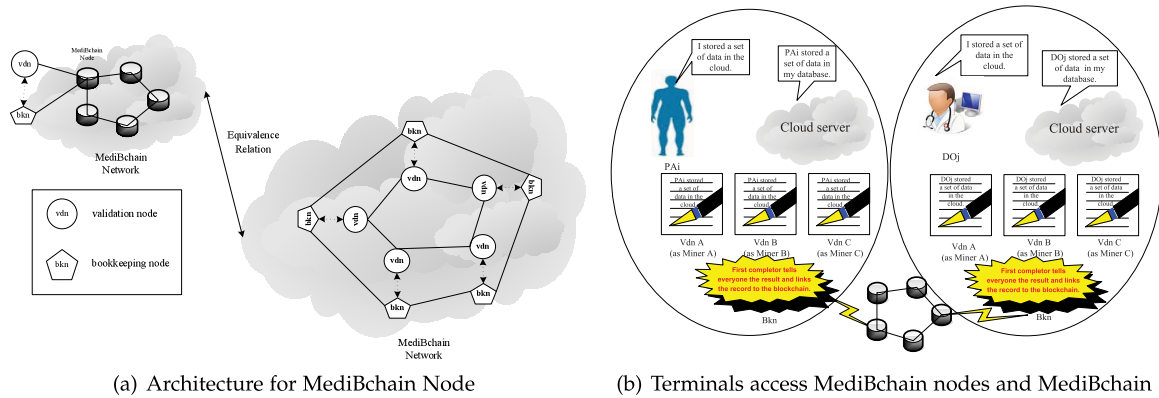 MediBchain
Node
vdn
bkn
MediBchain
Network
Equivalence
Relation
vdn
validation node
bkn
bookkeeping node
bkn
vdn
vdn
bkn
bkn
vdn
vdn
vdn
bkn
bkn
MediBchain
Network
(a) Architecture for MediBchain Node
I stored a set
of data in the
cloud.
PAi stored
a set of
data in
my database.
Cloud server
PAi
PAi stored
a set of
data in the
cloud.
PAi stored
a set of
data in the
cloud.
PAi stored
a set of
data in the
cloud.
Vdn A
(as Miner A)
Vdn B
(as Miner B)
Vdn C
(as Miner C)
First completor tells
everyone the result and links
the record to the blockchain.
Bkn
I stored a set
of data in the
cloud.
DOj stored a
set of data in my
database.
Cloud server
DOj
DOj stored
a set of data
in the
cloud.
DOj stored
a set of data
in the
cloud.
DOj stored
a set of data
in the
cloud.
Vdn A
(as Miner A)
Vdn B
(as Miner B)
Vdn C
(as Miner C)
First completor tells
everyone the result and links
the record to the blockchain.
Bkn
(b) Terminals access MediBchain nodes and MediBchain